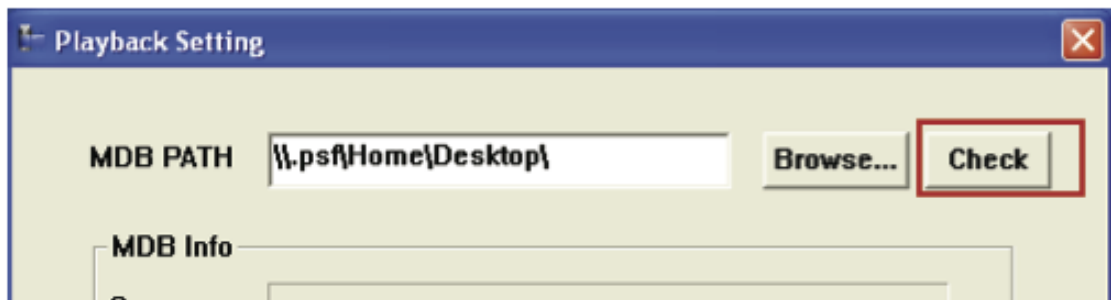 Playback Setting
MDB PATH \\.psf\Home\Desktop\ Browse... Check
MDB Info